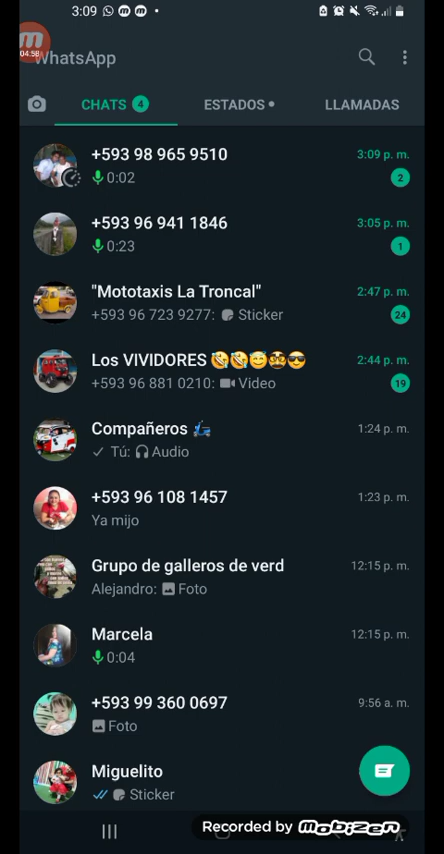 3:09
04:58
WhatsApp
CHATS 4 ESTADOS • LLAMADAS
+593 98 965 9510 3:09 p. m.
0:02 2
+593 96 941 1846 3:05 p. m.
0:23 1
"Mototaxis La Troncal" 2:47 p. m.
+593 96 723 9277: Sticker 24
Los VIVIDORES 🤣🤣😇🥸😎 2:44 p. m.
+593 96 881 0210: Video 19
Compañeros 🛵 1:24 p. m.
✓ Tú: Audio
+593 96 108 1457 1:23 p. m.
Ya mijo
Grupo de galleros de verd 12:15 p. m.
Alejandro: Foto
Marcela 12:15 p. m.
0:04
+593 99 360 0697 9:56 a. m.
Foto
Miguelito
Sticker
Recorded by Mobizen